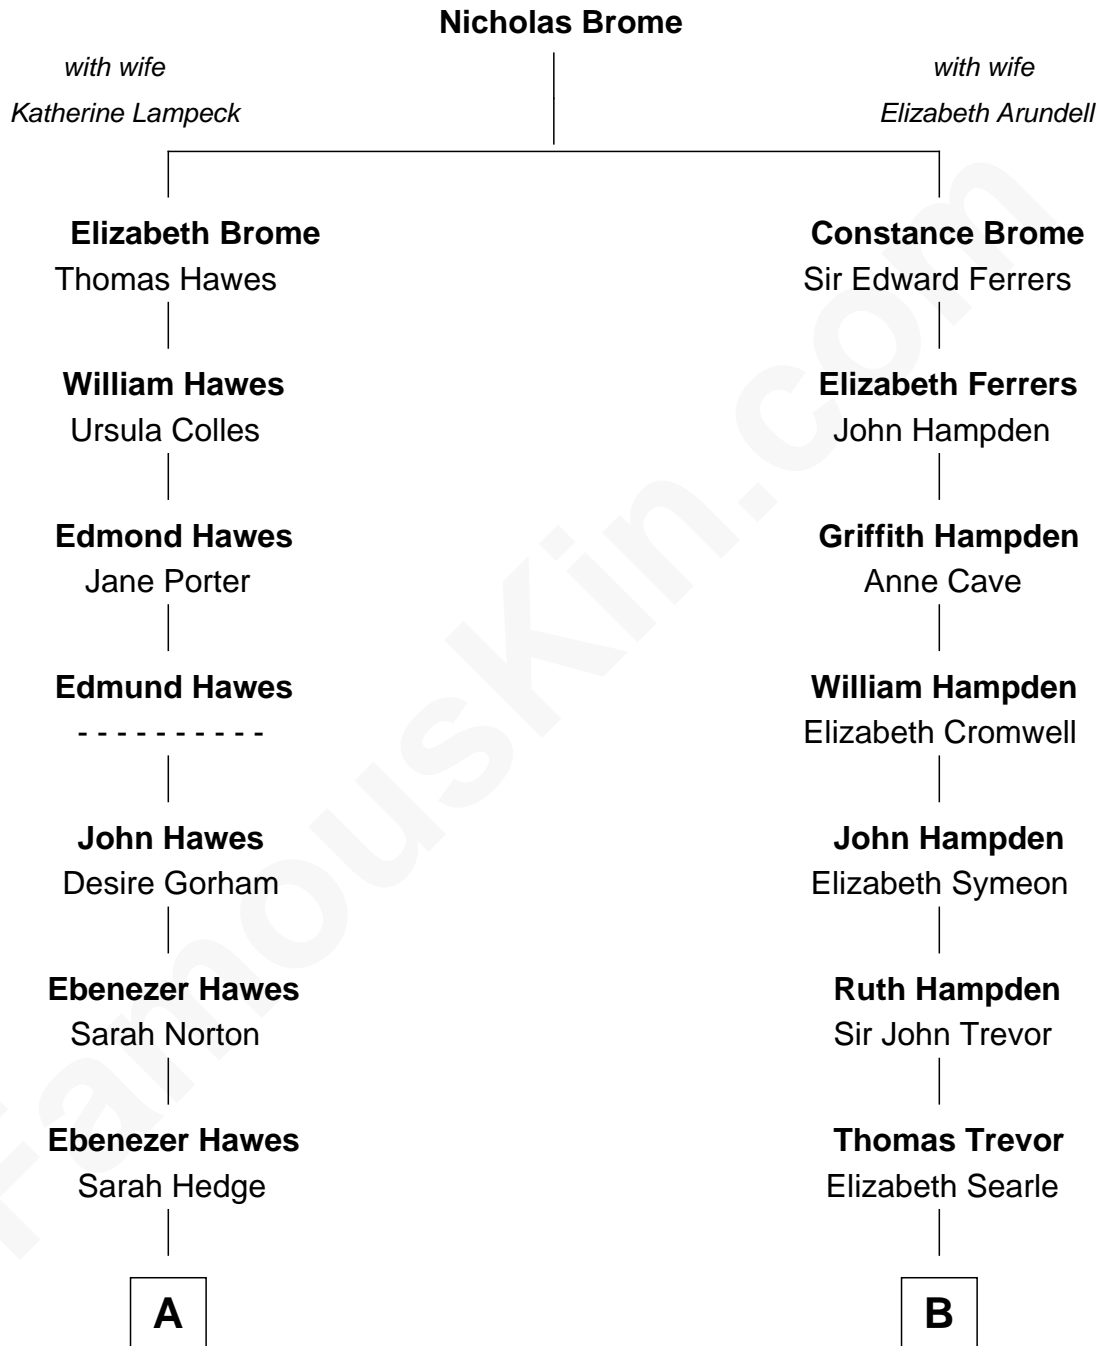 Nicholas Brome
with wife
Katherine Lampeck
with wife
Elizabeth Arundell
Elizabeth Brome
Thomas Hawes
Constance Brome
Sir Edward Ferrers
William Hawes
Ursula Colles
Elizabeth Ferrers
John Hampden
Edmond Hawes
Jane Porter
Griffith Hampden
Anne Cave
Edmund Hawes
- - - - - - - - - -
William Hampden
Elizabeth Cromwell
John Hawes
Desire Gorham
John Hampden
Elizabeth Symeon
Ebenezer Hawes
Sarah Norton
Ruth Hampden
Sir John Trevor
Ebenezer Hawes
Sarah Hedge
Thomas Trevor
Elizabeth Searle
A
B
FamousKin.com